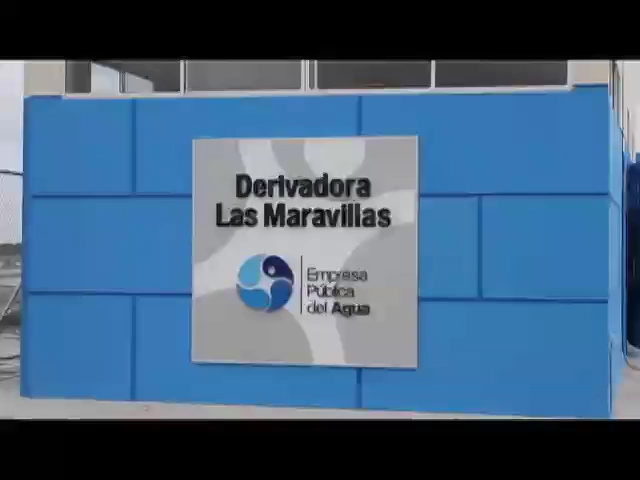 Derivadora
Las Maravillas
Empresa
Pública
del Agua